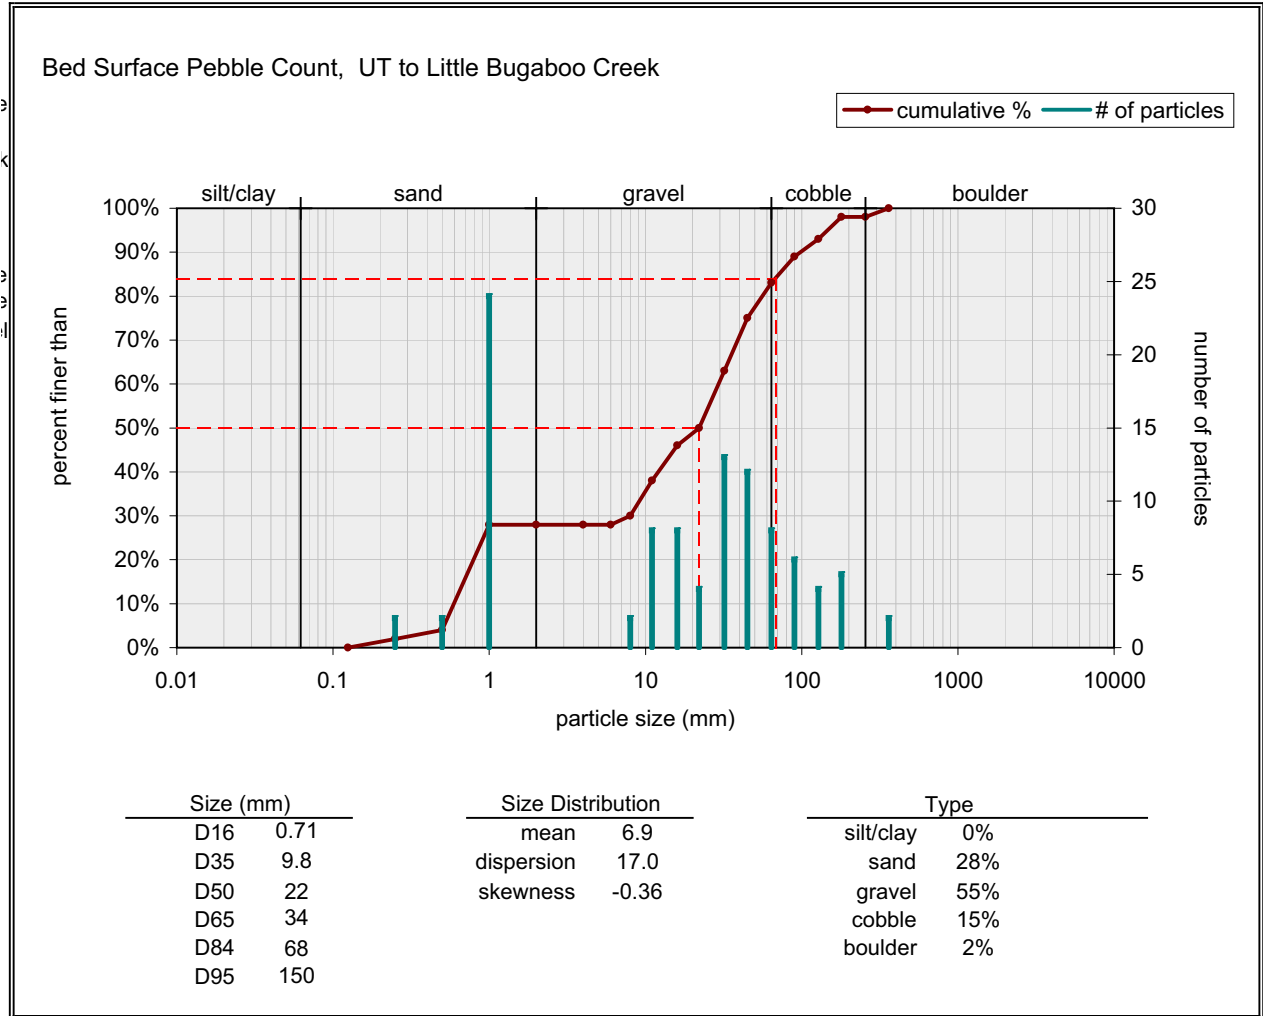 Bed Surface Pebble Count, UT to Little Bugaboo Creek
cumulative % # of particles
silt/clay sand gravel cobble boulder
100% 30
90%
80% 25
70%
60% 20
50% 15
40%
30% 10
20%
10% 5
0% 0
percent finer than
number of particles
0.01 0.1 1 10 100 1000 10000
particle size (mm)
Size (mm)
D16 0.71
D35 9.8
D50 22
D65 34
D84 68
D95 150
Size Distribution
mean 6.9
dispersion 17.0
skewness -0.36
Type
silt/clay 0%
sand 28%
gravel 55%
cobble 15%
boulder 2%